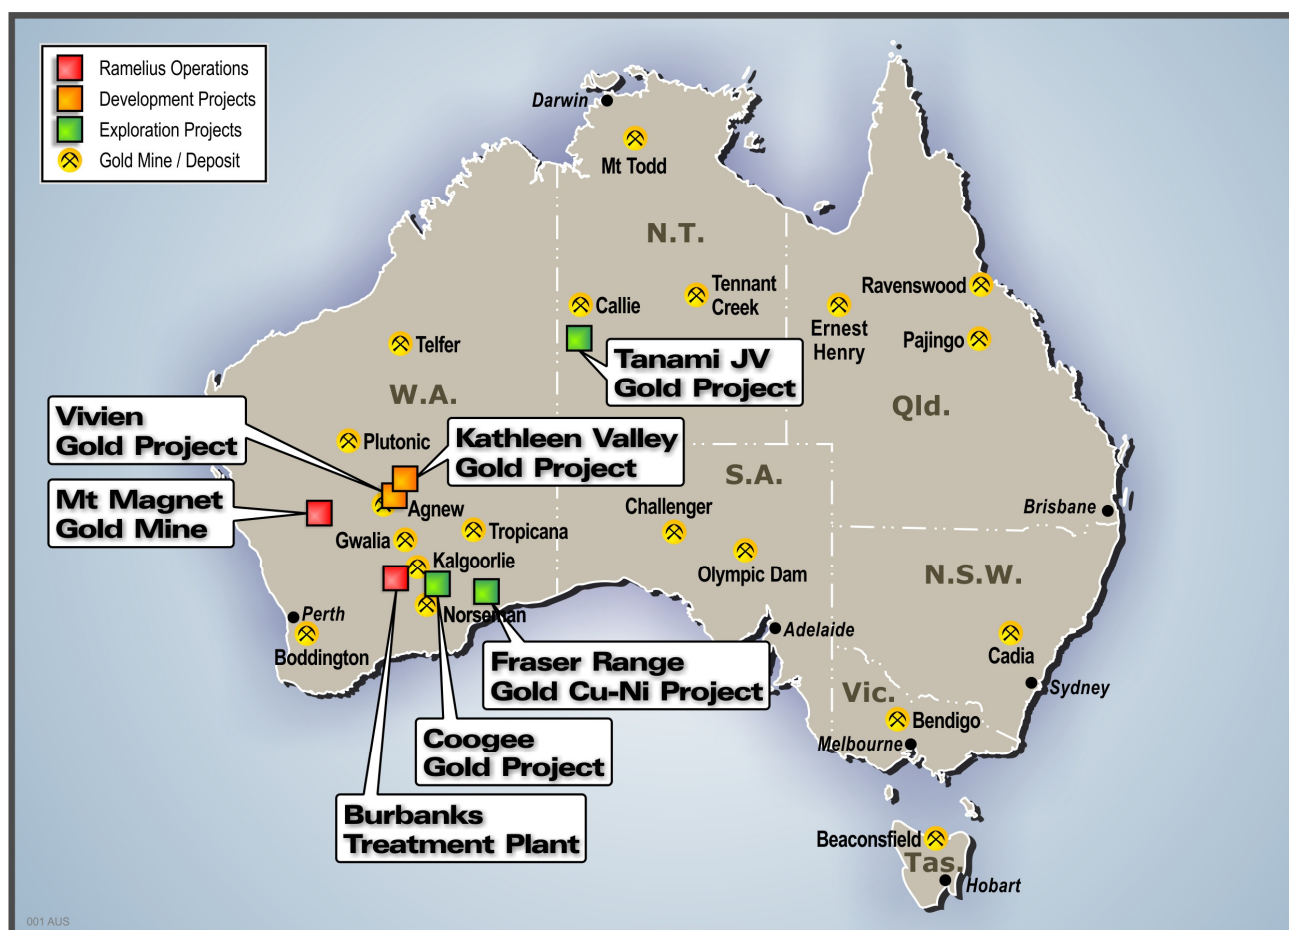 Ramelius Operations
Development Projects
Exploration Projects
Gold Mine / Deposit
Darwin
Mt Todd
N.T.
Callie
Tennant
Creek
Ravenswood
Ernest
Henry
Pajingo
Telfer
Tanami JV
Gold Project
W.A.
Qld.
Vivien
Gold Project
Plutonic
Kathleen Valley
Gold Project
S.A.
Mt Magnet
Gold Mine
Agnew
Challenger
Brisbane
Gwalia
Tropicana
Kalgoorlie
Olympic Dam
N.S.W.
Perth
Norseman
Adelaide
Boddington
Cadia
Fraser Range
Gold Cu-Ni Project
Vic.
Sydney
Bendigo
Melbourne
Coogee
Gold Project
Burbanks
Treatment Plant
Beaconsfield
Tas.
Hobart
001 AUS